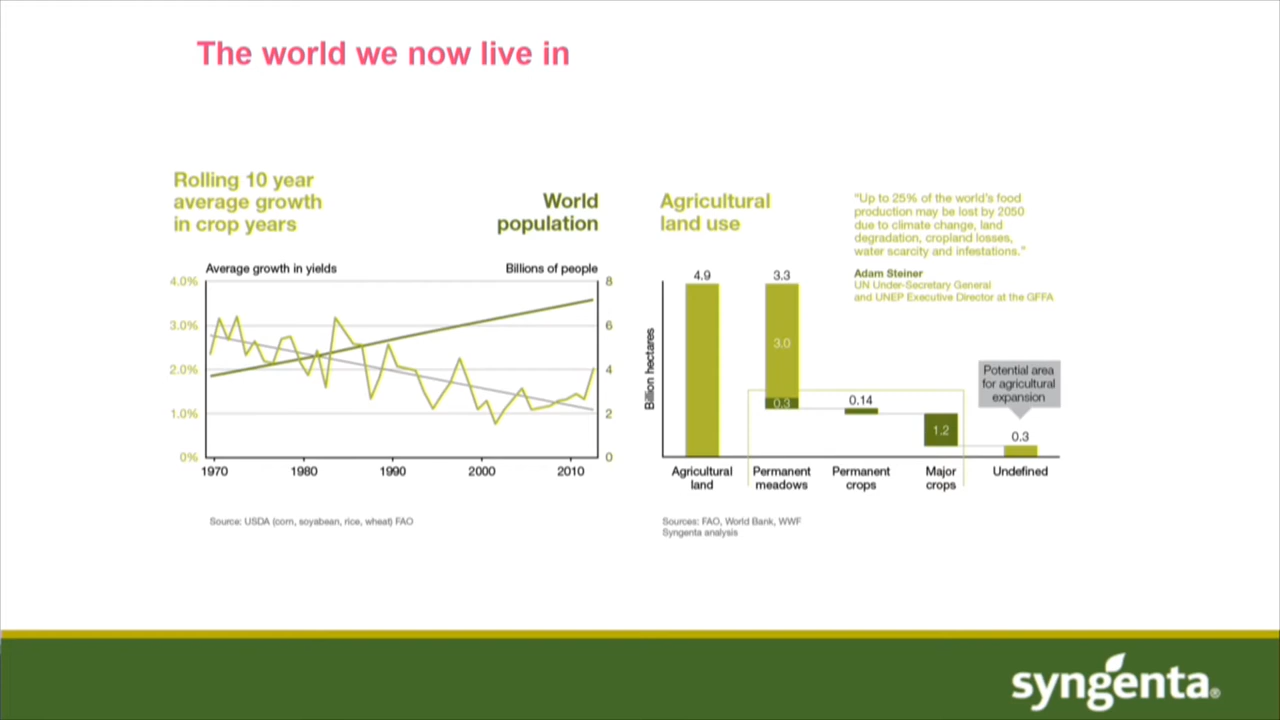 The world we now live in
Rolling 10 year
average growth
in crop years
World
population
Average growth in yields
Billions of people
4.0%
3.0%
2.0%
1.0%
0%
8
6
4
2
0
1970
1980
1990
2000
2010
Source: USDA (corn, soyabean, rice, wheat) FAO
Agricultural
land use
"Up to 25% of the world's food
production may be lost by 2050
due to climate change, land
degradation, cropland losses,
water scarcity and infestations."
Adam Steiner
UN Under-Secretary General
and UNEP Executive Director at the GFFA
Billion hectares
4.9
3.3
3.0
0.3
0.14
1.2
Potential area
for agricultural
expansion
0.3
Agricultural
land
Permanent
meadows
Permanent
crops
Major
crops
Undefined
Sources: FAO, World Bank, WWF
Syngenta analysis
syngenta®